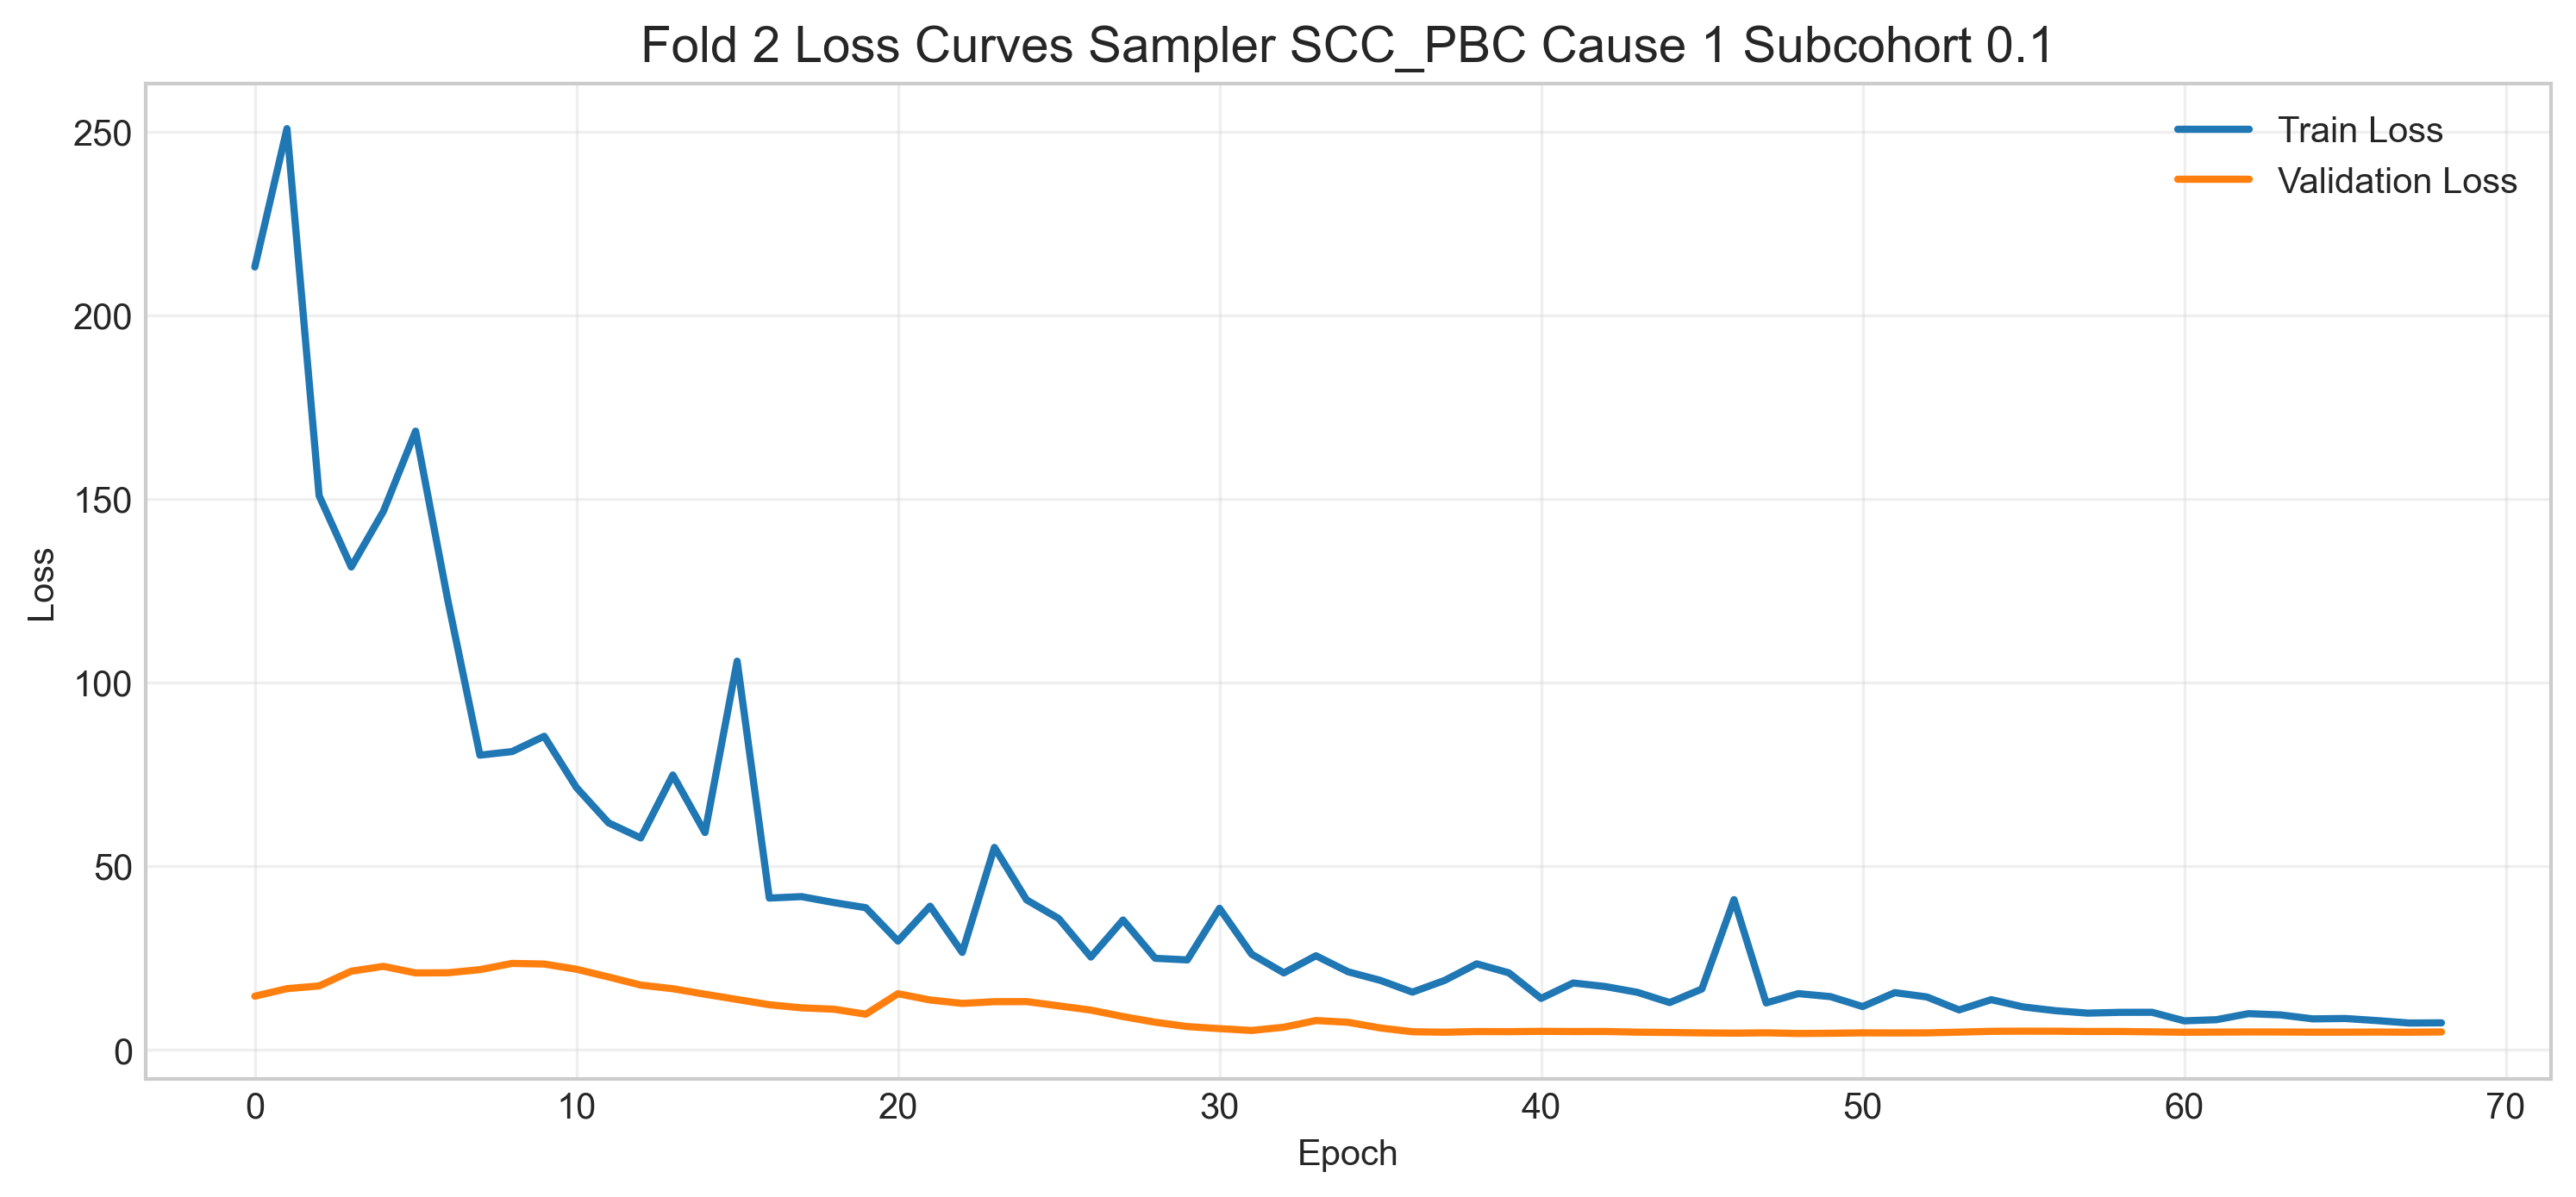 Fold 2 Loss Curves Sampler SCC_PBC Cause 1 Subcohort 0.1
Train Loss
Validation Loss
250
200
150
100
50
0
Loss
0 10 20 30 40 50 60 70
Epoch